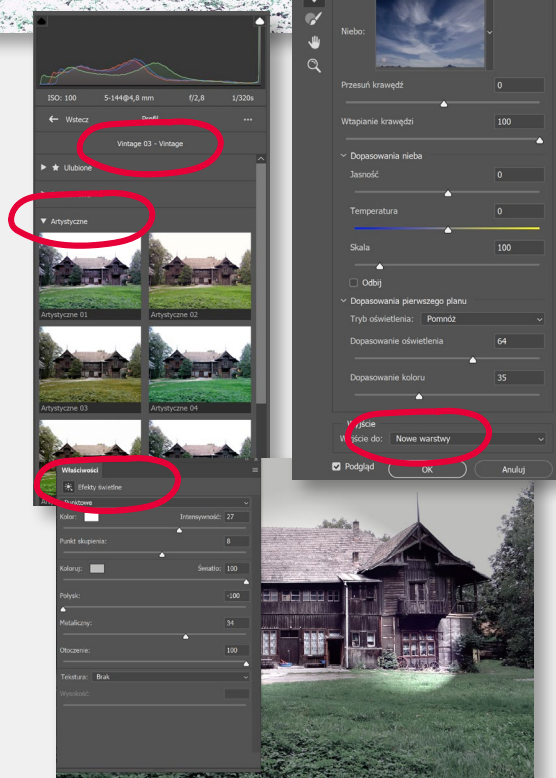 ISO: 100 5-144@4,8 mm f/2,8 1/320s
Wstecz Profil ...
Vintage 03 - Vintage
Ulubione
Artystyczne
Artystyczne 01 Artystyczne 02
Artystyczne 03 Artystyczne 04
Niebo:
Przesuń krawędź 0
Wtapianie krawędzi 100
Dopasowania nieba
Jasność 0
Temperatura 0
Skala 100
Odbij
Dopasowania pierwszego planu
Tryb oświetlenia: Pomnóż
Dopasowanie oświetlenia 64
Dopasowanie koloru 35
Wyjście
Wyjście do: Nowe warstwy
Podgląd OK Anuluj
Właściwości
Efekty świetlne
Punktowe
Kolor: Intensywność: 27
Punkt skupienia: 8
Koloruj: Światło: 100
Połysk: -100
Metaliczny: 34
Otoczenie: 100
Tekstura: Brak
Wysokość: